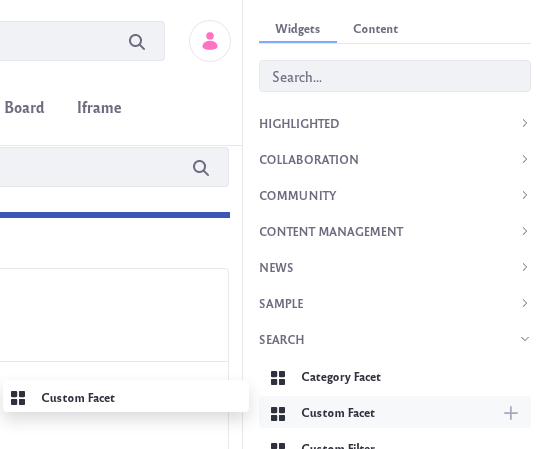 Board Iframe
Custom Facet
Widgets Content
Search...
HIGHLIGHTED
COLLABORATION
COMMUNITY
CONTENT MANAGEMENT
NEWS
SAMPLE
SEARCH
Category Facet
Custom Facet
Custom Filter